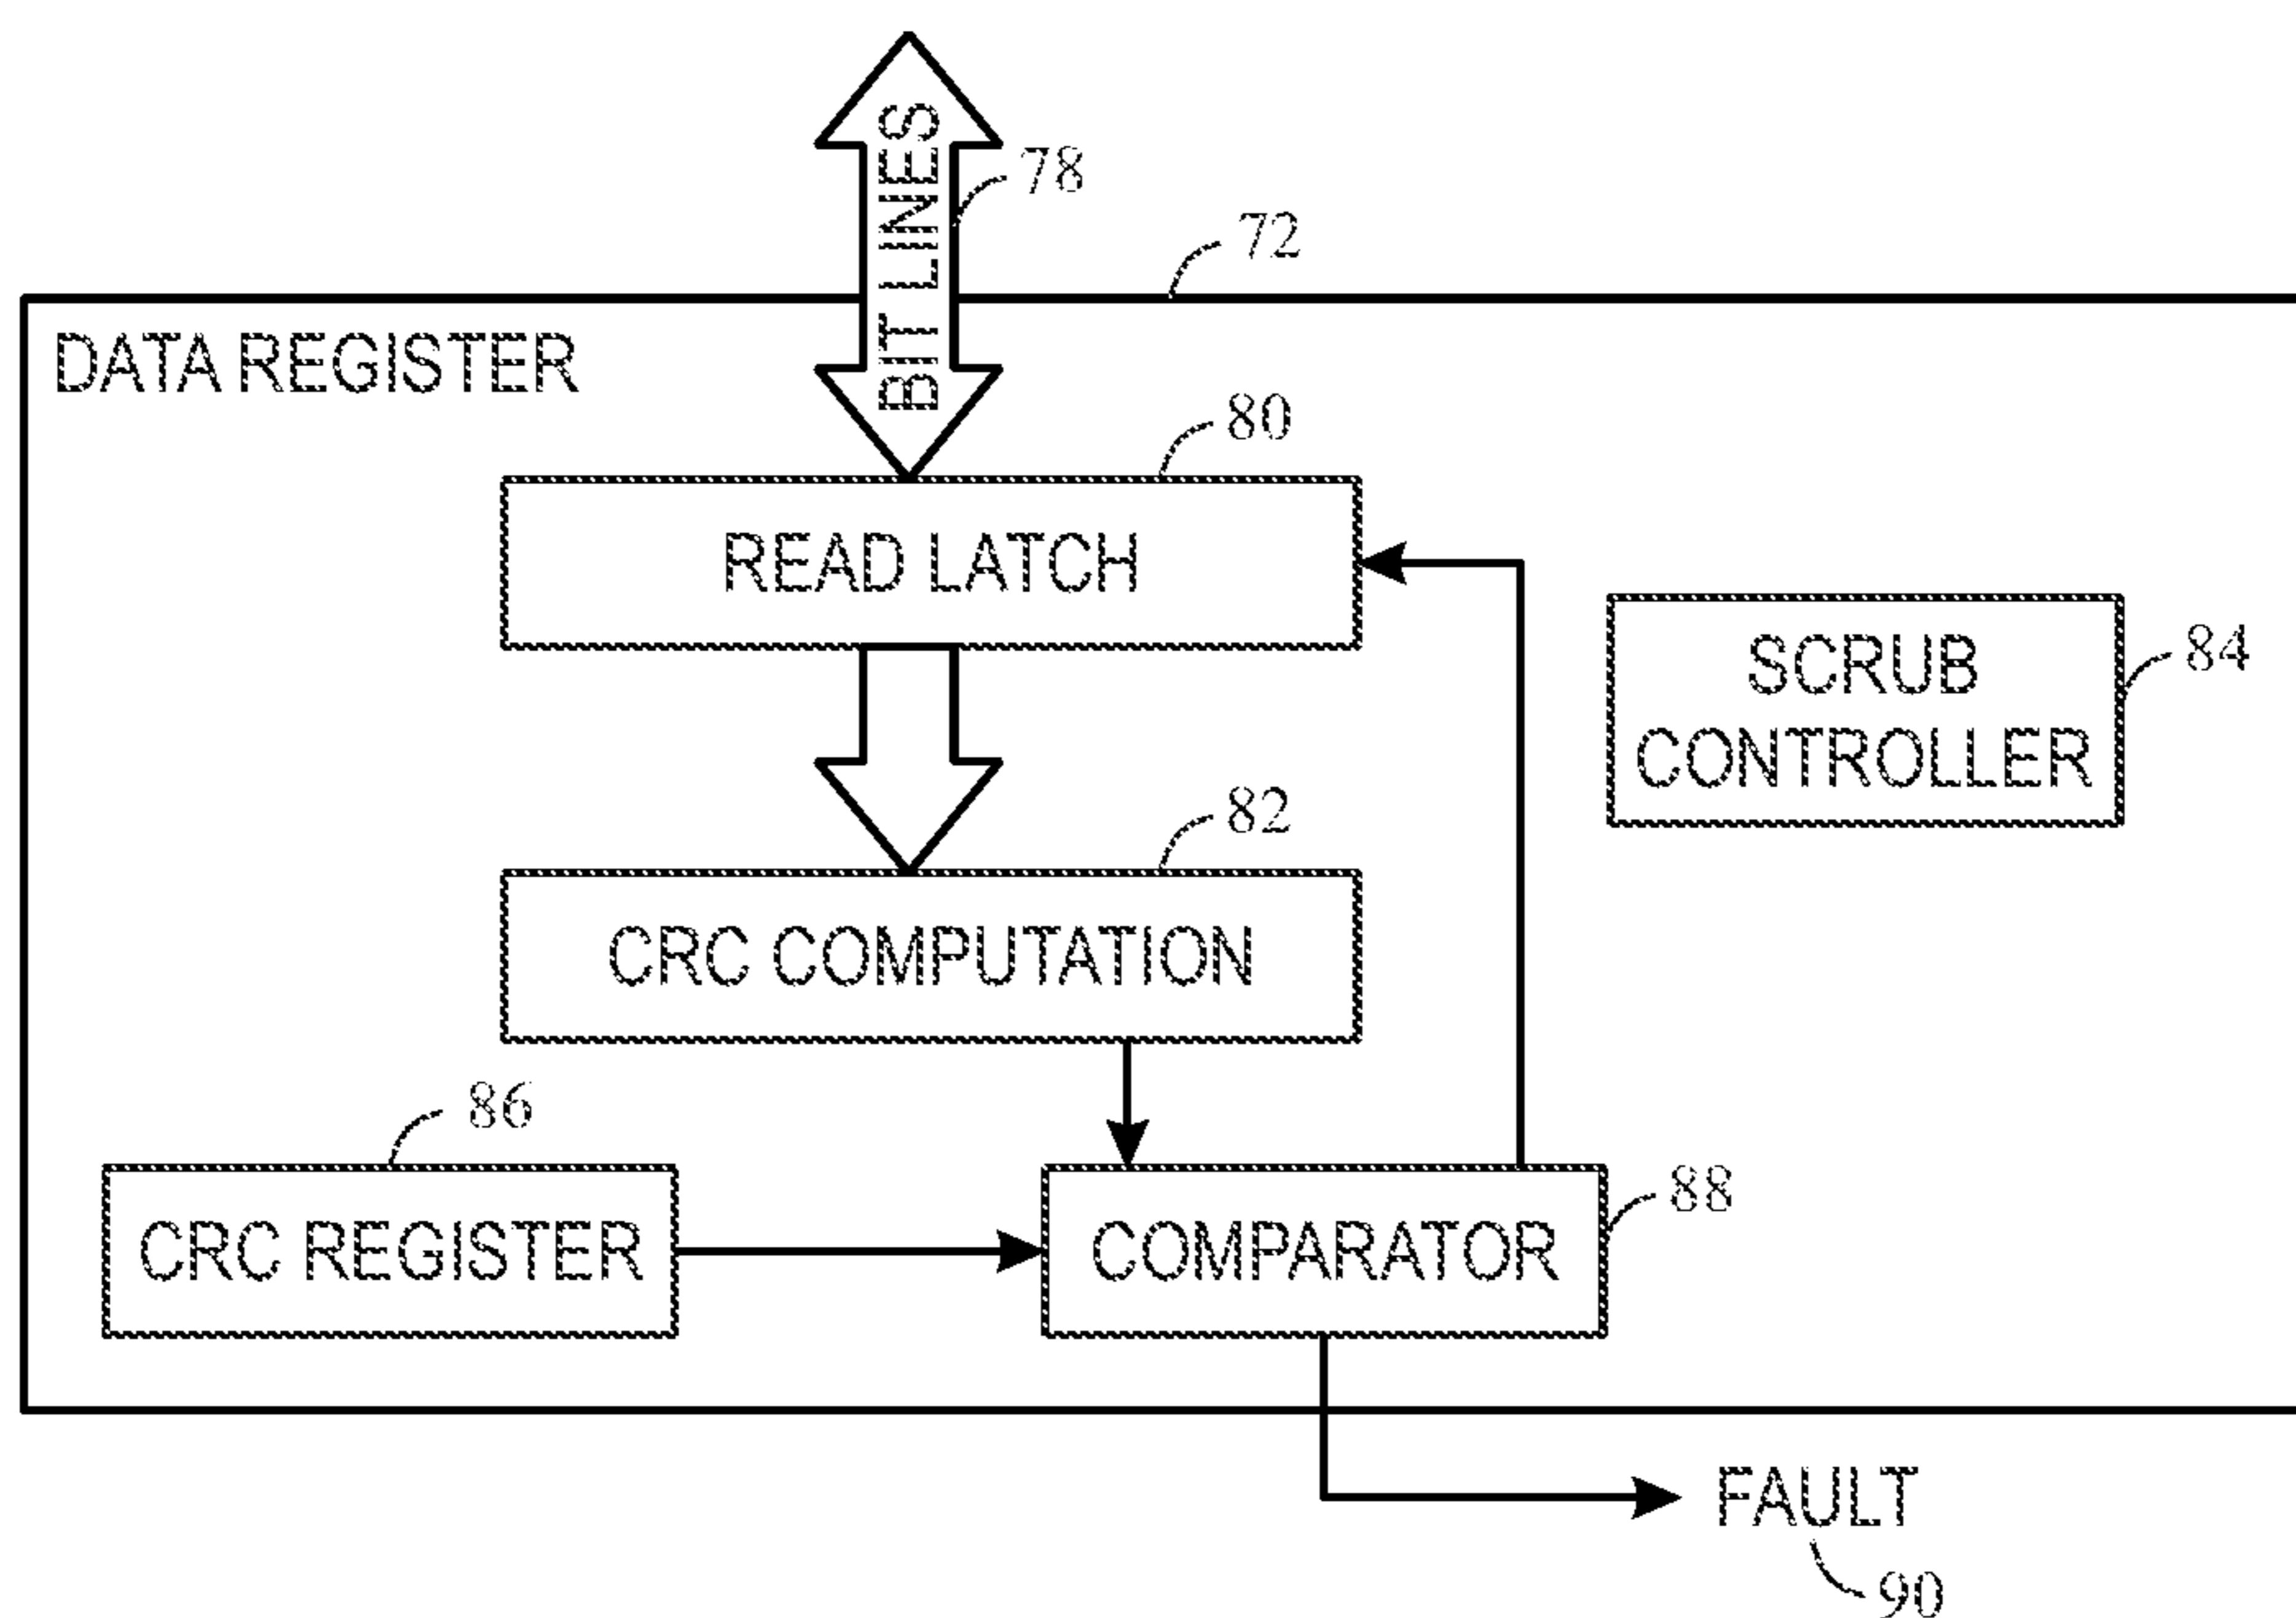 BIT LINES
78
72
DATA REGISTER
80
READ LATCH
SCRUB
CONTROLLER
84
82
CRC COMPUTATION
86
CRC REGISTER
COMPARATOR
88
FAULT
90